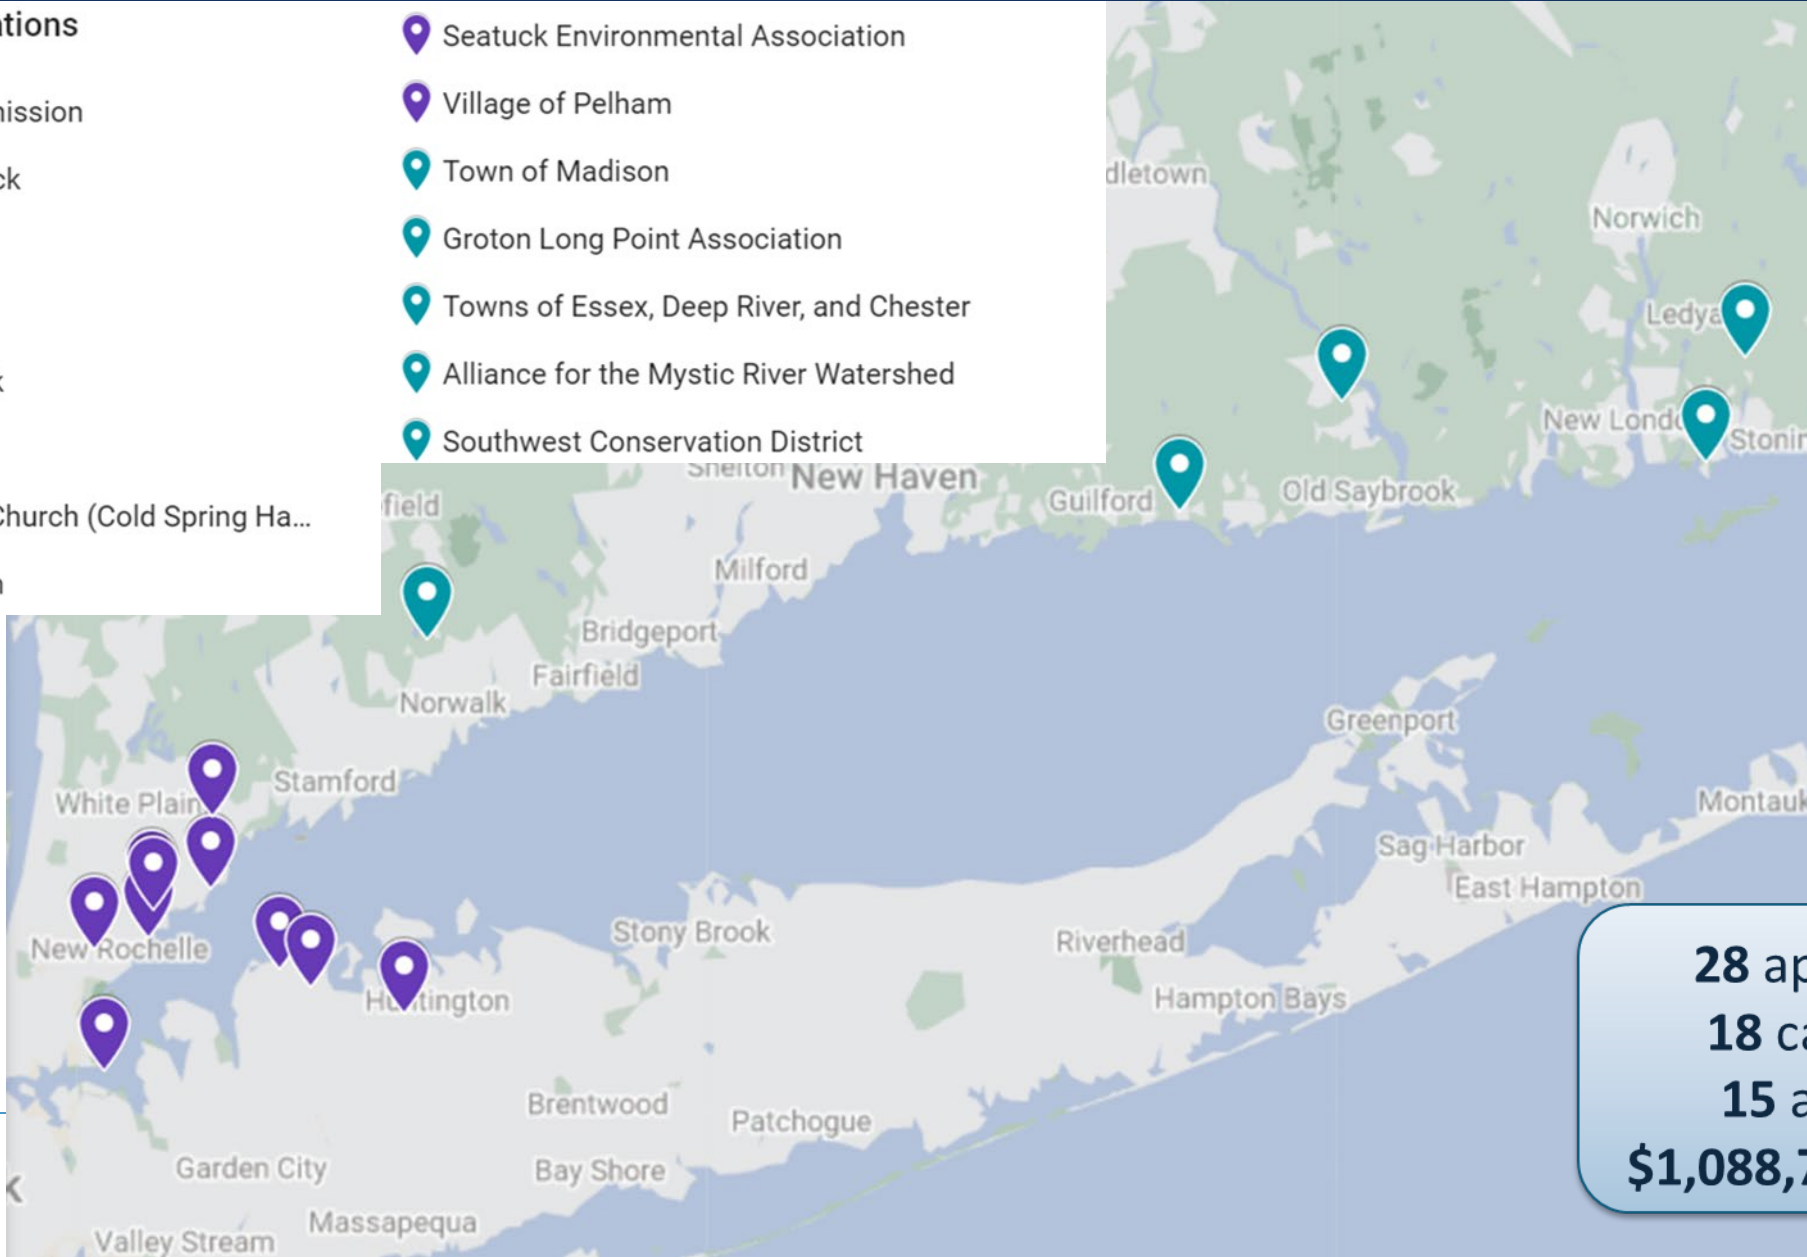 tions
ission
ck
k
Church (Cold Spring Ha...
n
Seatuck Environmental Association
Village of Pelham
Town of Madison
Groton Long Point Association
Towns of Essex, Deep River, and Chester
Alliance for the Mystic River Watershed
Southwest Conservation District
dletown
Norwich
Ledya
New Londo
Stonin
Shelton
New Haven
Guilford
Old Saybrook
field
Milford
Bridgeport
Fairfield
Norwalk
Greenport
Stamford
White Plain
Montauk
Sag Harbor
East Hampton
New Rochelle
Stony Brook
Riverhead
Huntington
Hampton Bays
Brentwood
Patchogue
Garden City
Bay Shore
k
Massapequa
Valley Stream
28 ap
18 ca
15 a
$1,088,7